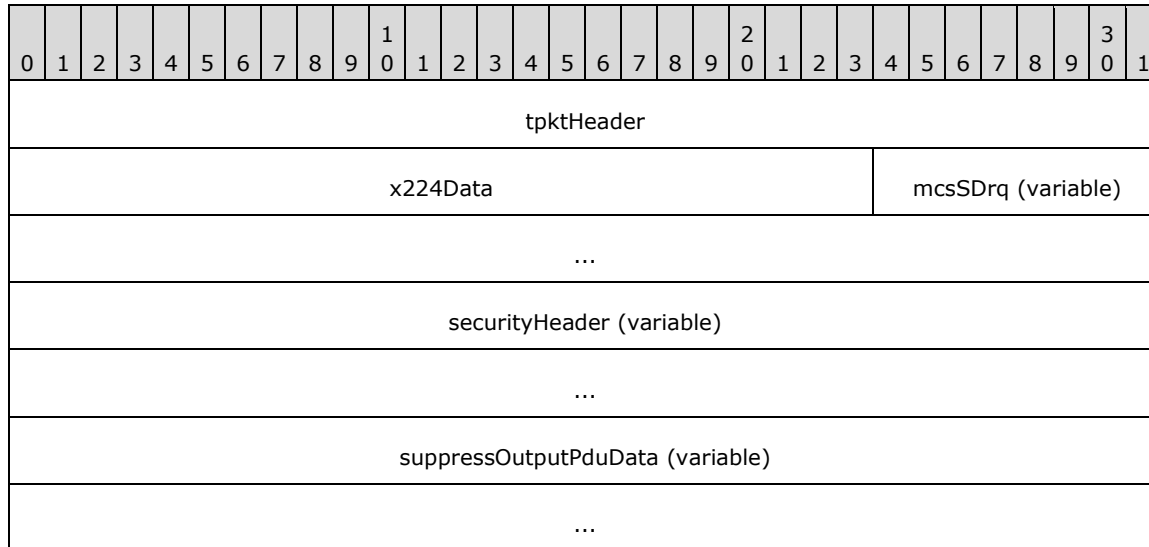 1 2 3
0 1 2 3 4 5 6 7 8 9 0 1 2 3 4 5 6 7 8 9 0 1 2 3 4 5 6 7 8 9 0 1
tpktHeader
x224Data mcsSDrq (variable)
...
securityHeader (variable)
...
suppressOutputPduData (variable)
...